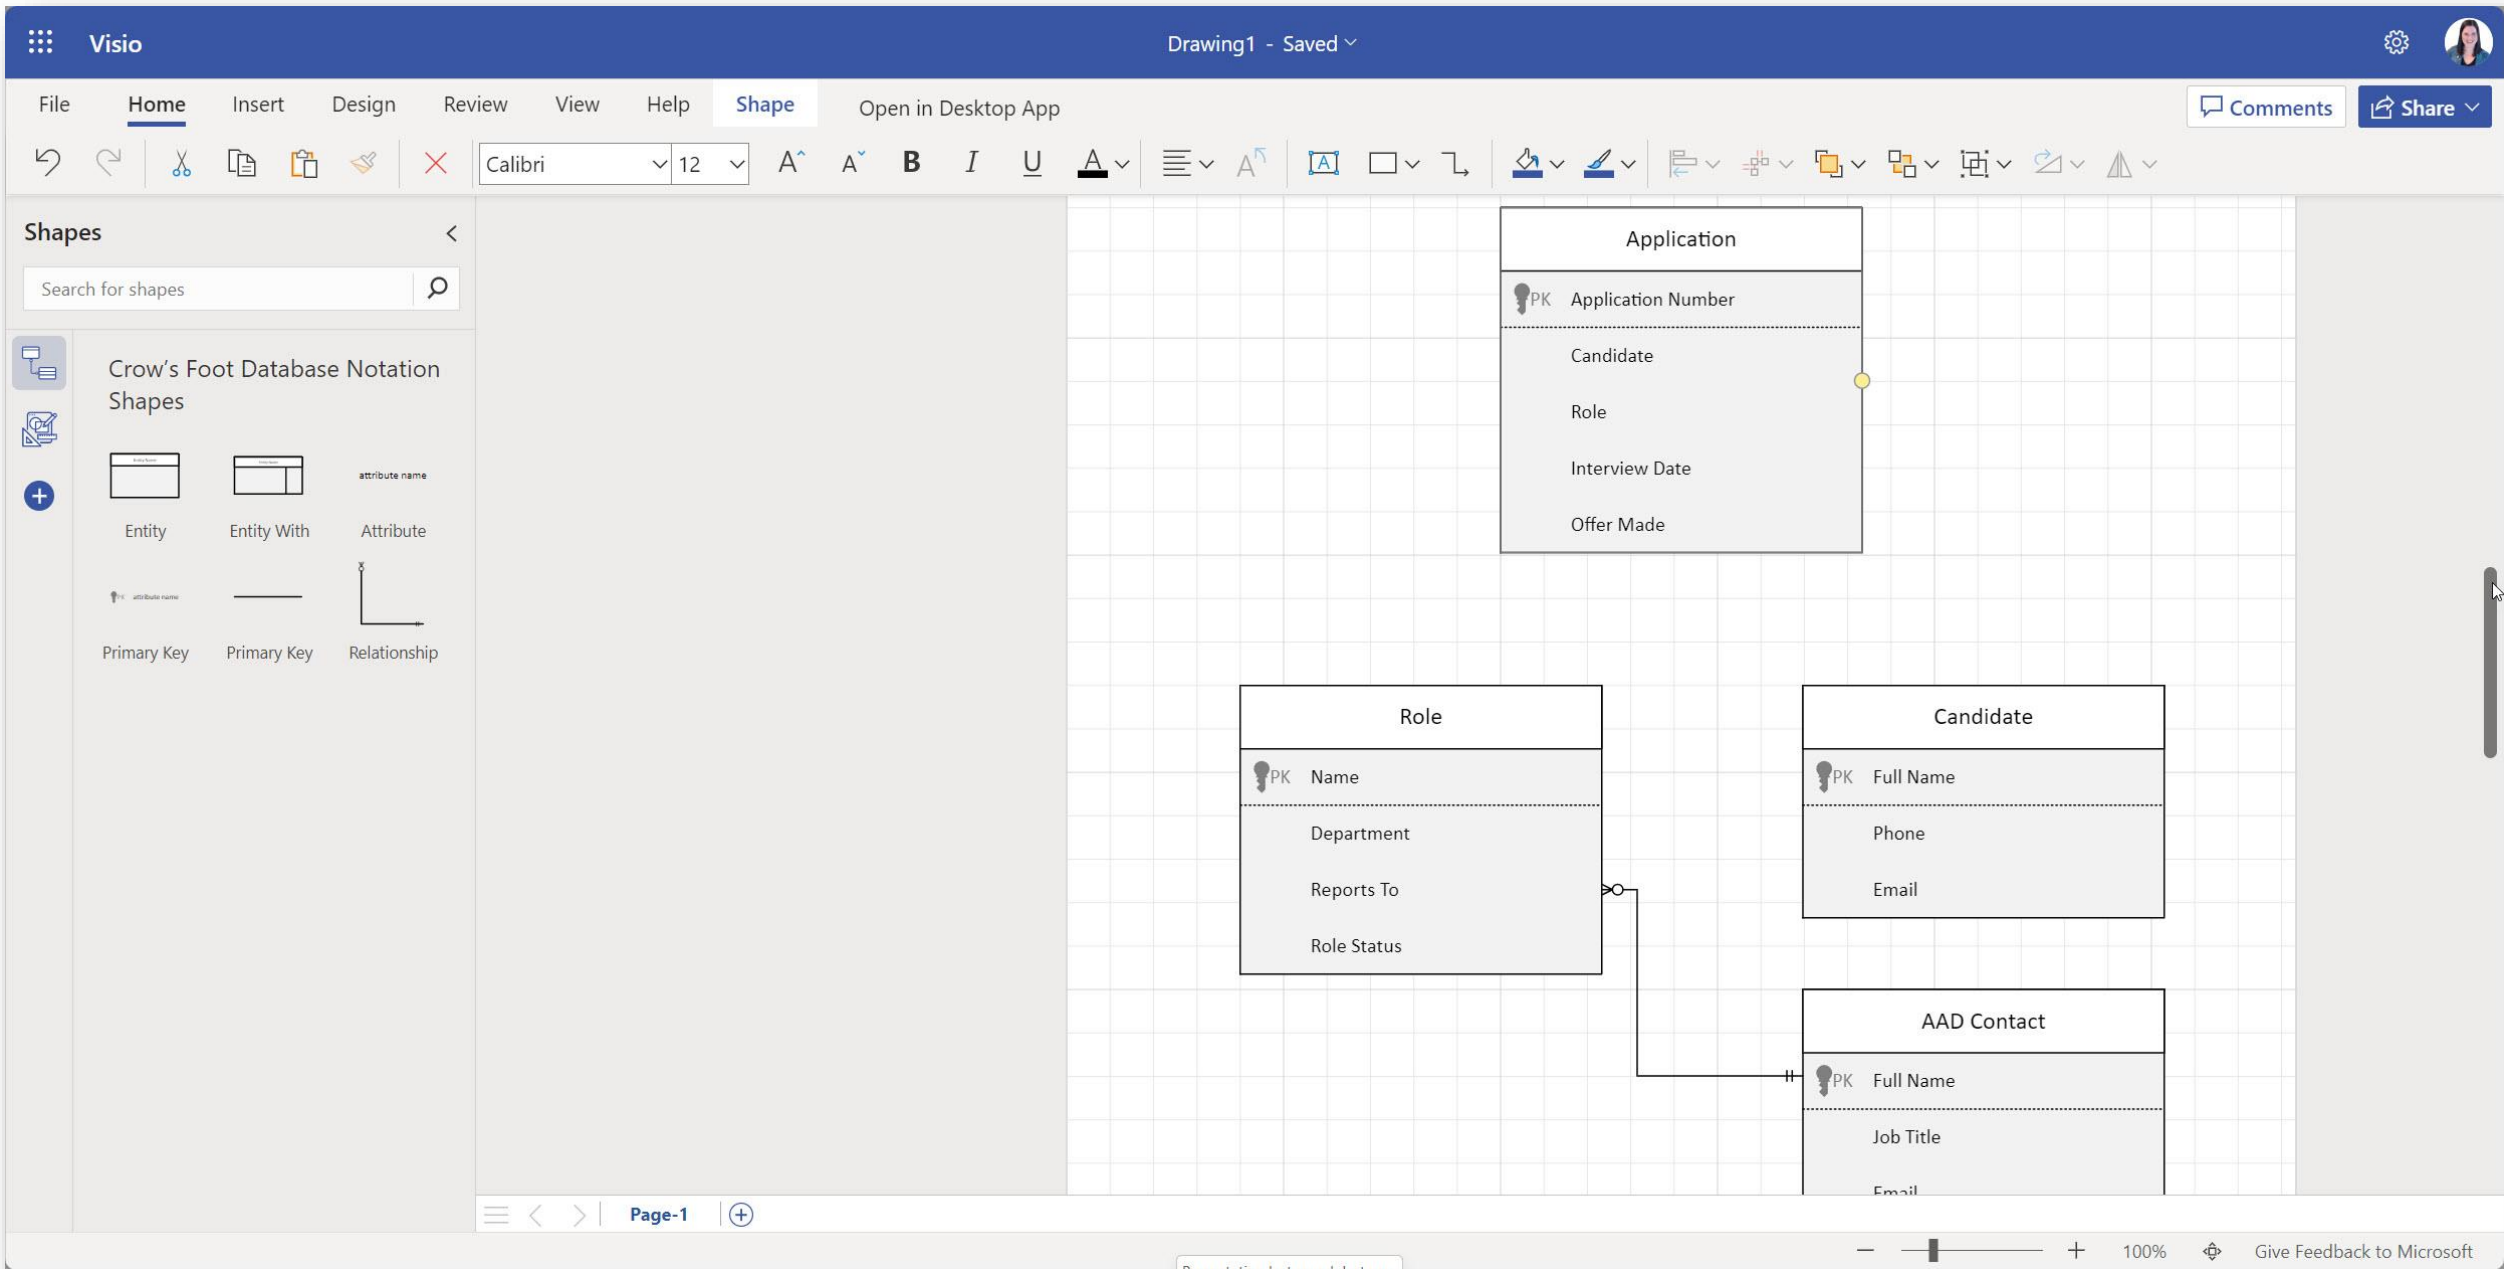 Visio
Drawing1 - Saved
File Home Insert Design Review View Help Shape Open in Desktop App
Comments Share
Calibri 12 A A B I U A A A
Shapes
Search for shapes
Crow's Foot Database Notation
Shapes
attribute name
Entity Entity With Attribute
attribute name
Primary Key Primary Key Relationship
Application
PK Application Number
Candidate
Role
Interview Date
Offer Made
Role
PK Name
Department
Reports To
Role Status
Candidate
PK Full Name
Phone
Email
AAD Contact
PK Full Name
Job Title
Email
Page-1
100% Give Feedback to Microsoft